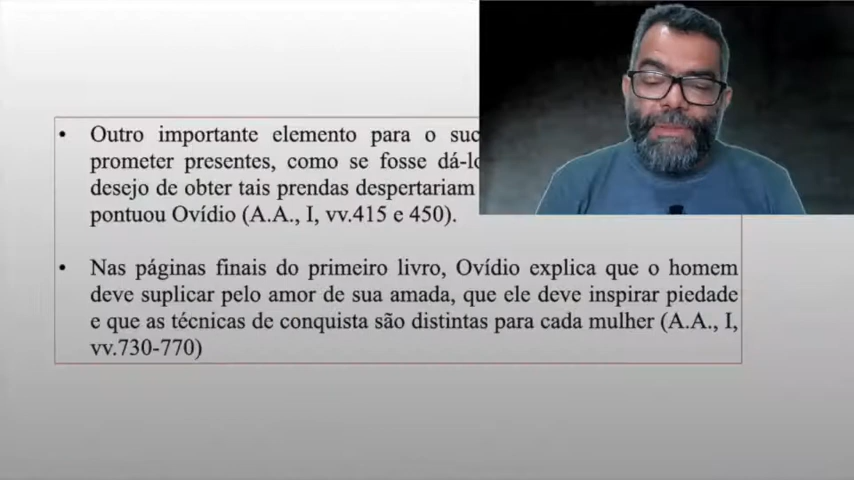 • Outro importante elemento para o
prometer presentes, como se fosse
desejo de obter tais prendas despertariam
pontuou Ovídio (A.A., I, vv.415 e 450).
• Nas páginas finais do primeiro livro, Ovídio explica que o homem
deve suplicar pelo amor de sua amada, que ele deve inspirar piedade
e que as técnicas de conquista são distintas para cada mulher (A.A., I,
vv.730-770)